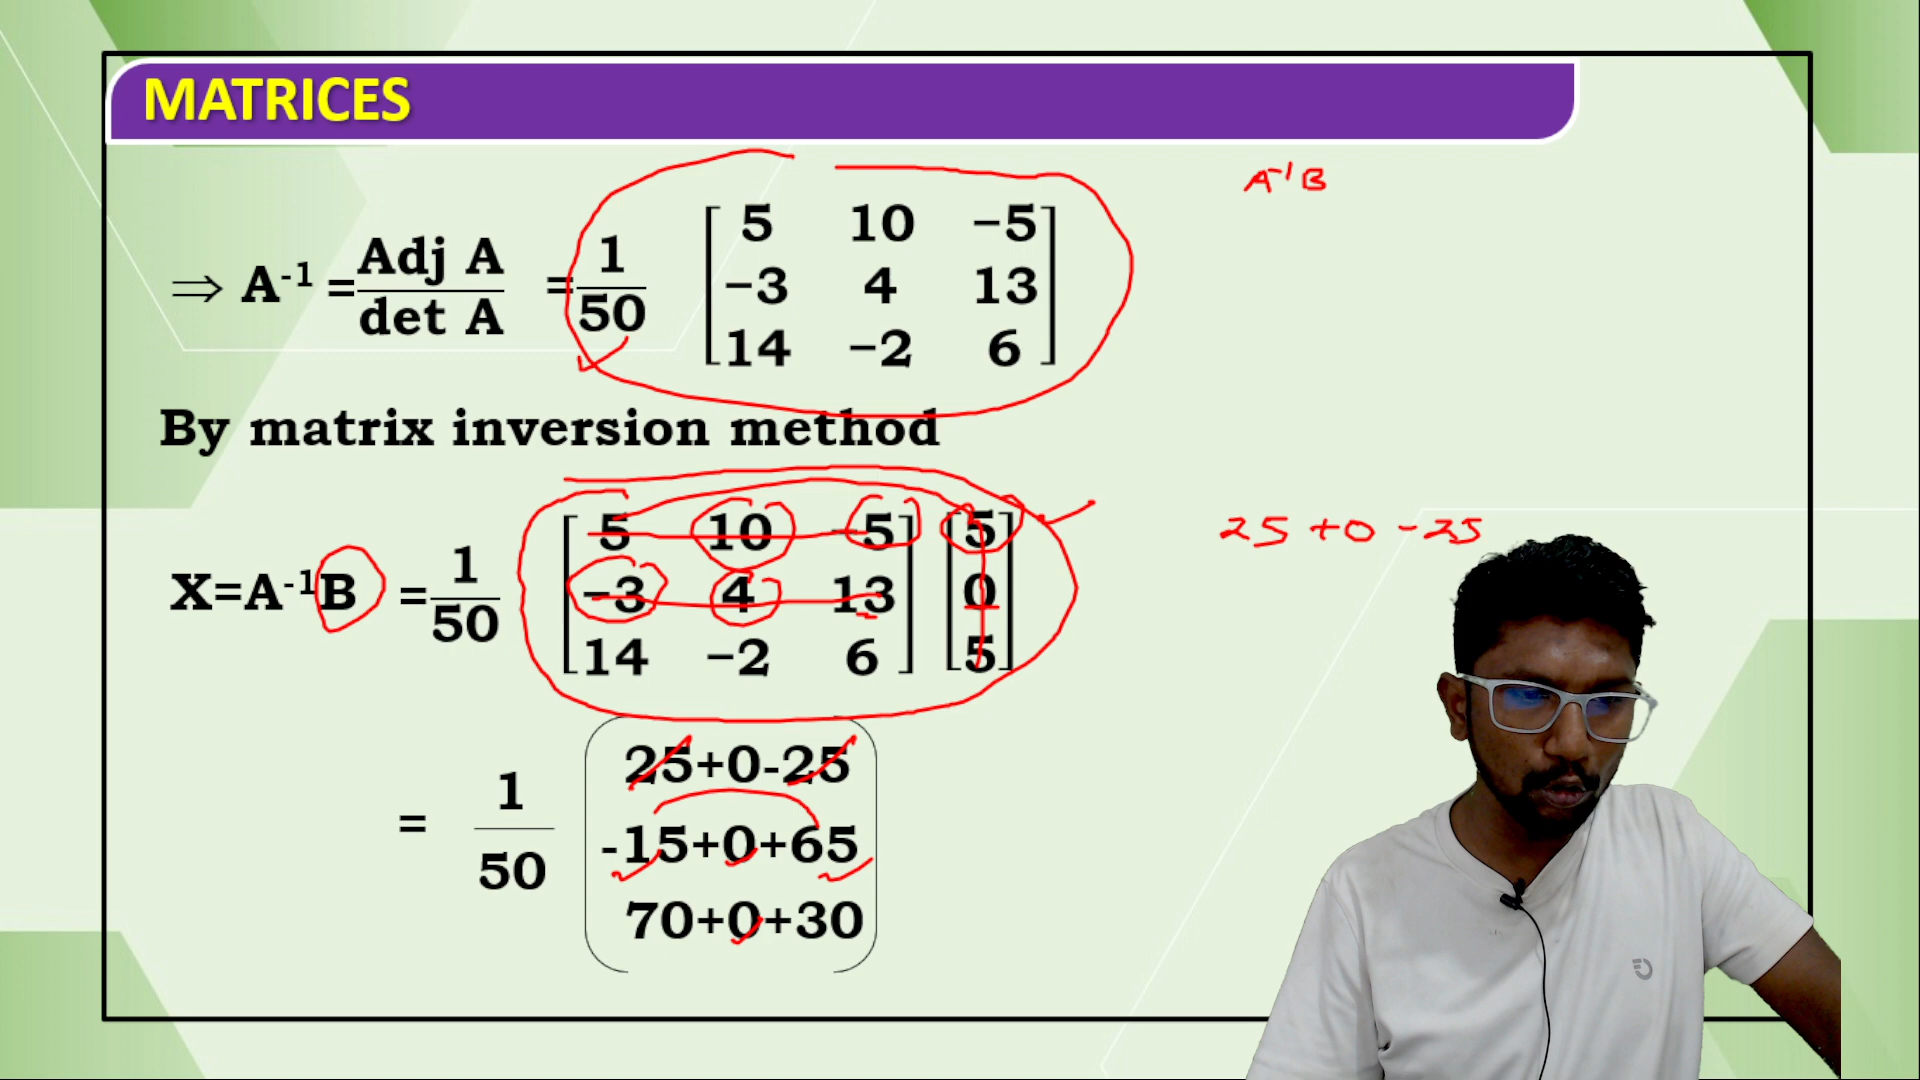 MATRICES
A⁻¹B
⇒ A⁻¹ = Adj A / det A = 1/50 [5 10 −5
−3 4 13
14 −2 6]
By matrix inversion method
X=A⁻¹B = 1/50 [5 10 −5
−3 4 13
14 −2 6] [5
0
5]
25 +0 -25
= 1/50 (25+0-25
-15+0+65
70+0+30)